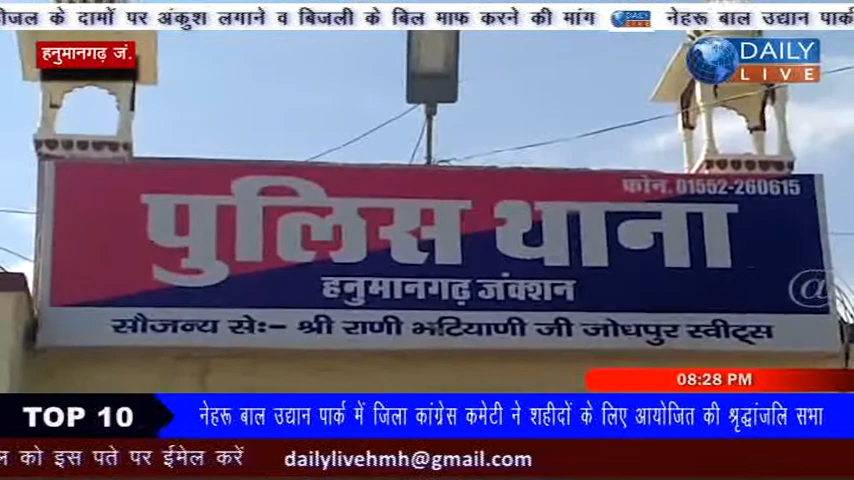 के दामों पर अंकुश लगाने व बिजली के बिल माफ करने की मांग DAILY LIVE नेहरू बाल उद्यान
हनुमानगढ़ जं.
DAILY
LIVE
फोन. 01552-260615
पुलिस थाना
हनुमानगढ़ जंक्शन
@
सौजन्य से:- श्री राणी भटियाणी जी जोधपुर स्वीट्स
08:28 PM
TOP 10
नेहरू बाल उद्यान पार्क में जिला कांग्रेस कमेटी ने शहीदों के लिए आयोजित की श्रृद्धांजलि सभा
को इस पते पर ईमेल करें dailylivehmh@gmail.com